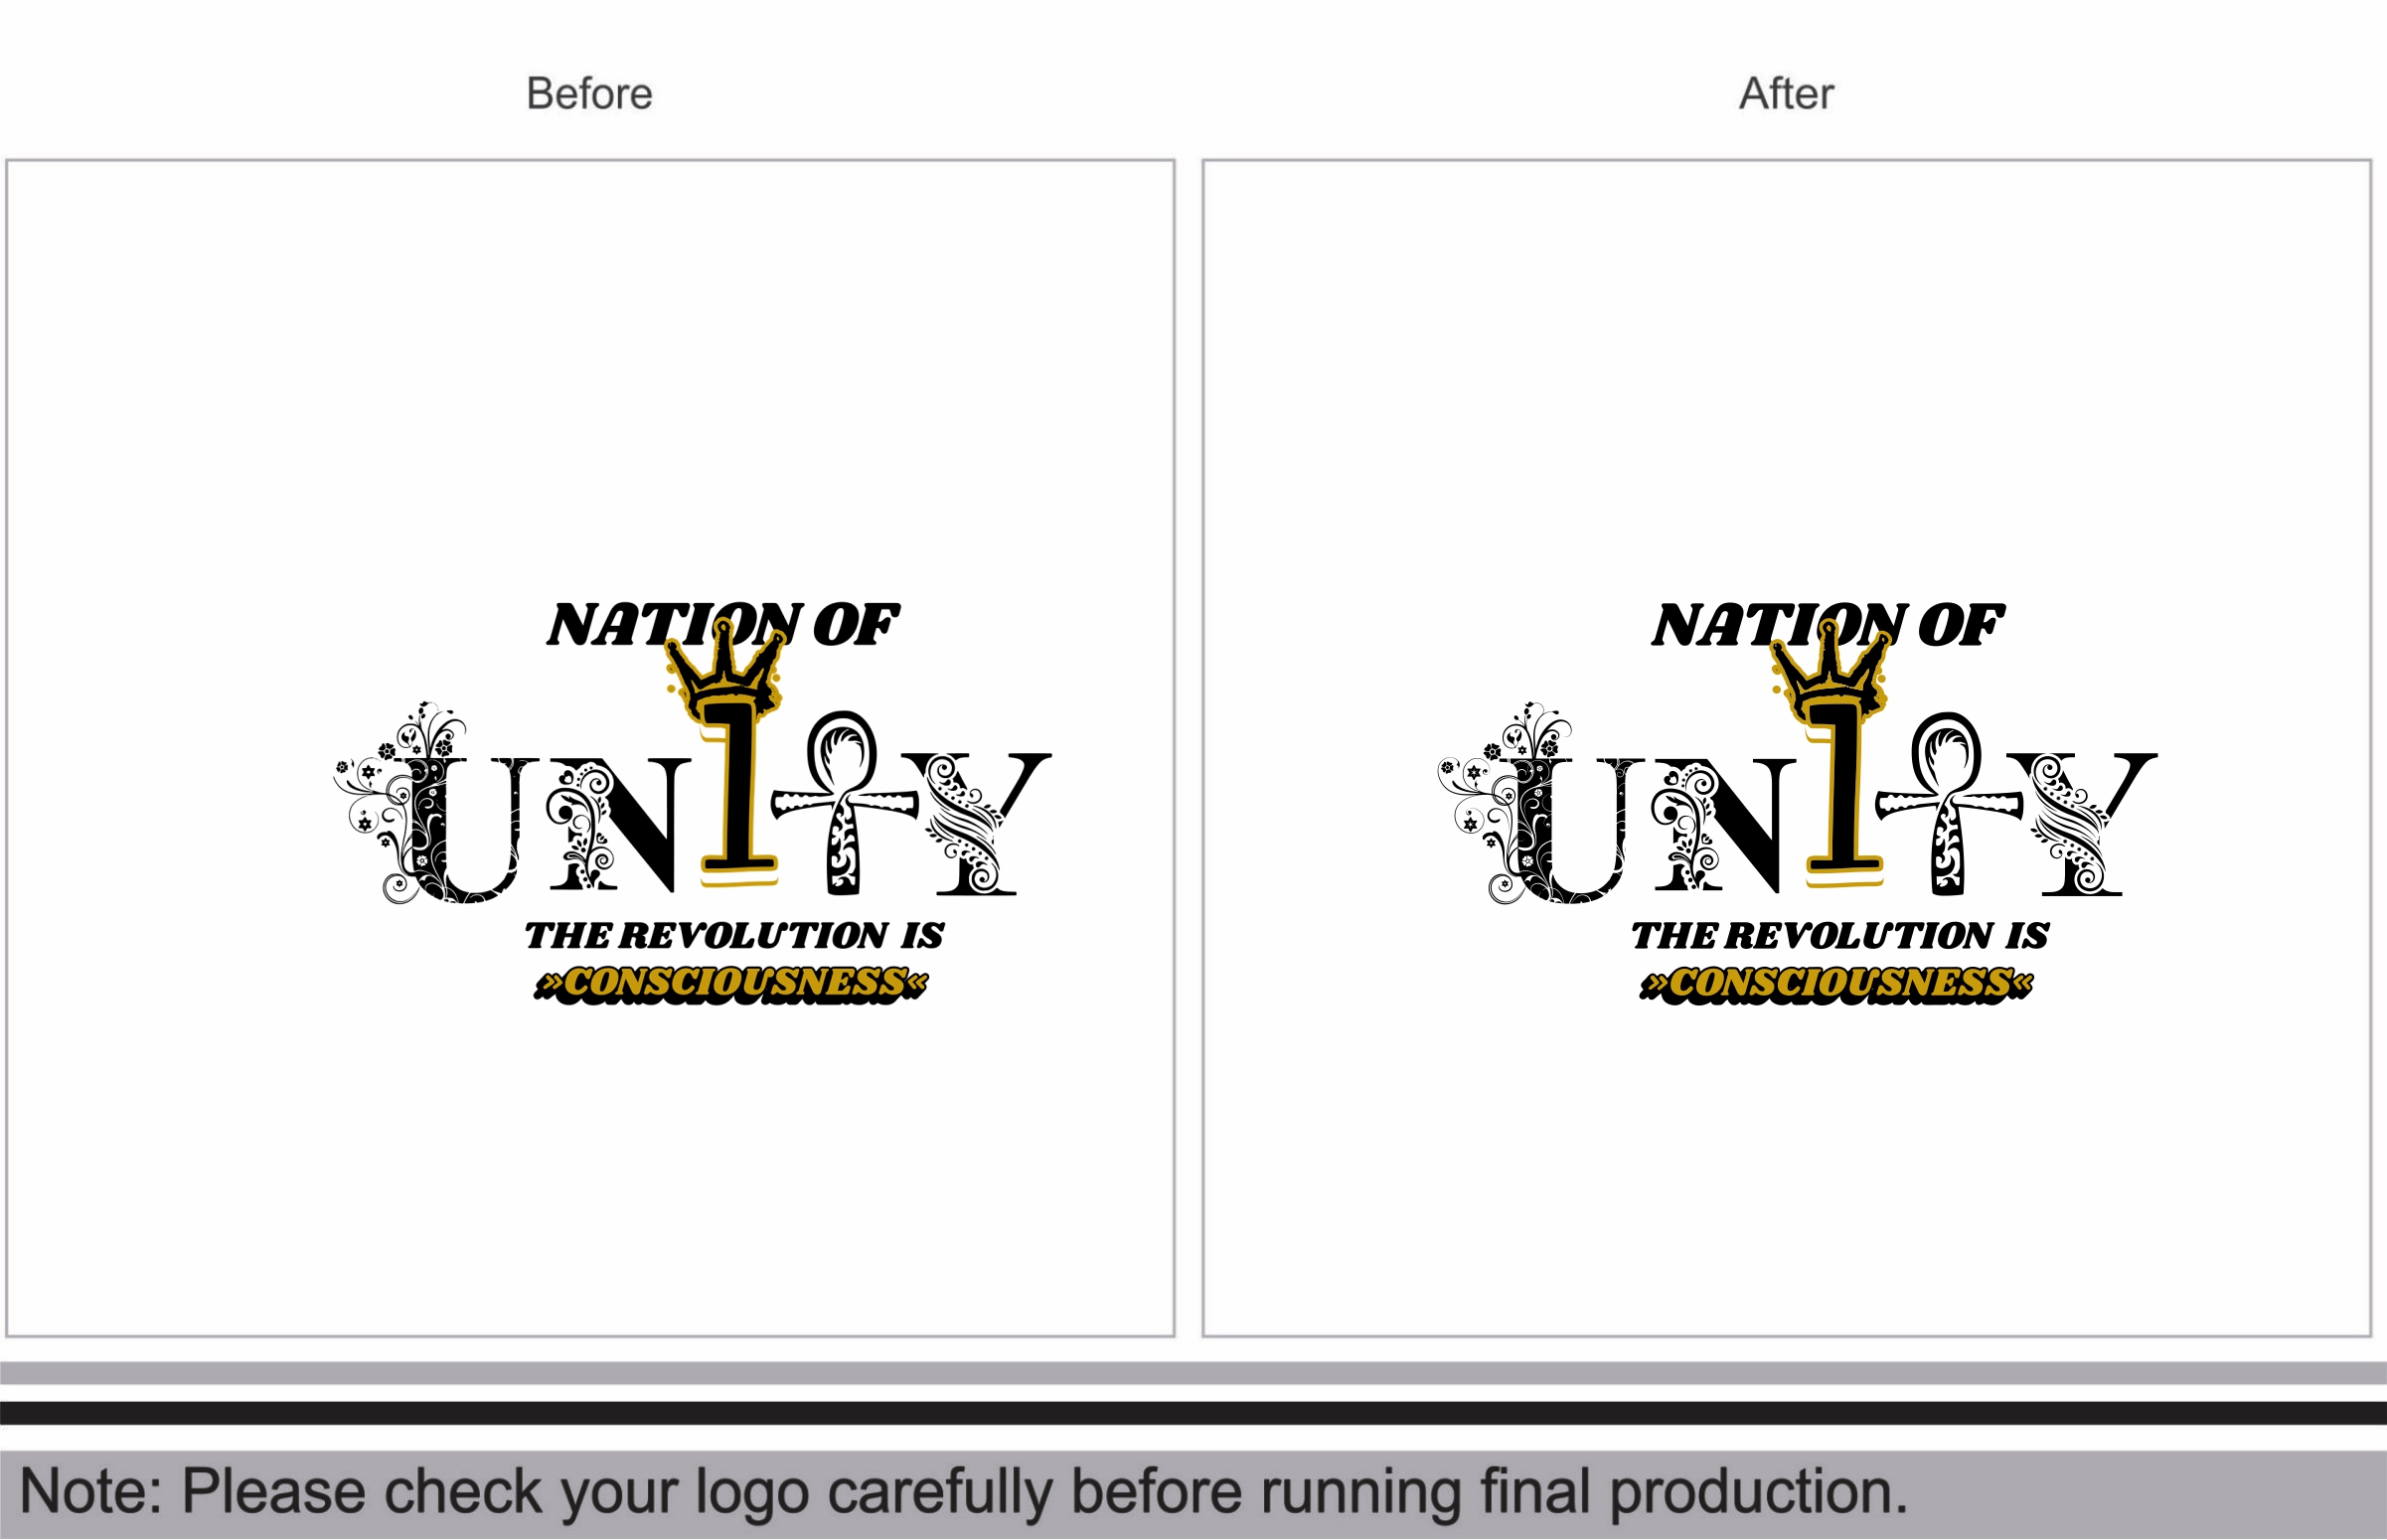 Before
After
NATION OF
UN1TY
THE REVOLUTION IS
»CONSCIOUSNESS«
NATION OF
UN1TY
THE REVOLUTION IS
»CONSCIOUSNESS«
Note: Please check your logo carefully before running final production.